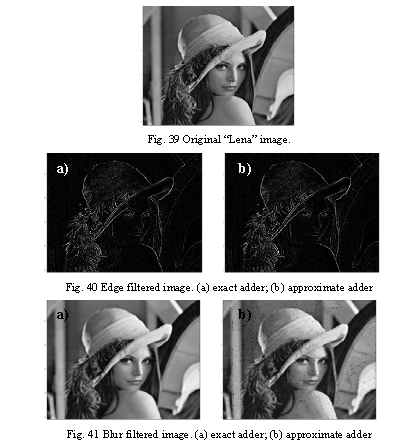 Fig. 39 Original “Lena” image.
a) b)
Fig. 40 Edge filtered image. (a) exact adder; (b) approximate adder
a) b)
Fig. 41 Blur filtered image. (a) exact adder; (b) approximate adder